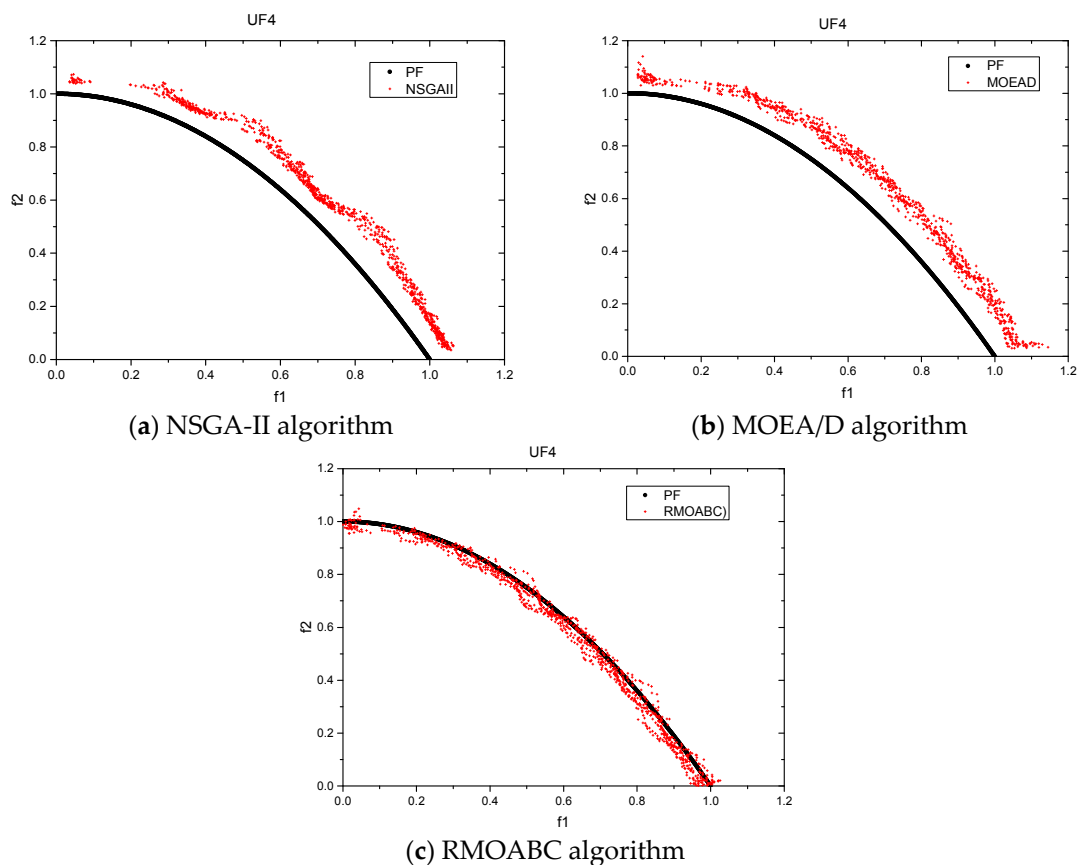 UF4
1.2
1.0
0.8
0.6
0.4
0.2
0.0
f2
PF
NSGAII
0.0 0.2 0.4 0.6 0.8 1.0 1.2
f1
(a) NSGA-II algorithm
UF4
1.2
1.0
0.8
0.6
0.4
0.2
0.0
f2
PF
MOEAD
0.0 0.2 0.4 0.6 0.8 1.0 1.2
f1
(b) MOEA/D algorithm
UF4
1.2
1.0
0.8
0.6
0.4
0.2
0.0
f2
PF
RMOABC)
0.0 0.2 0.4 0.6 0.8 1.0 1.2
f1
(c) RMOABC algorithm